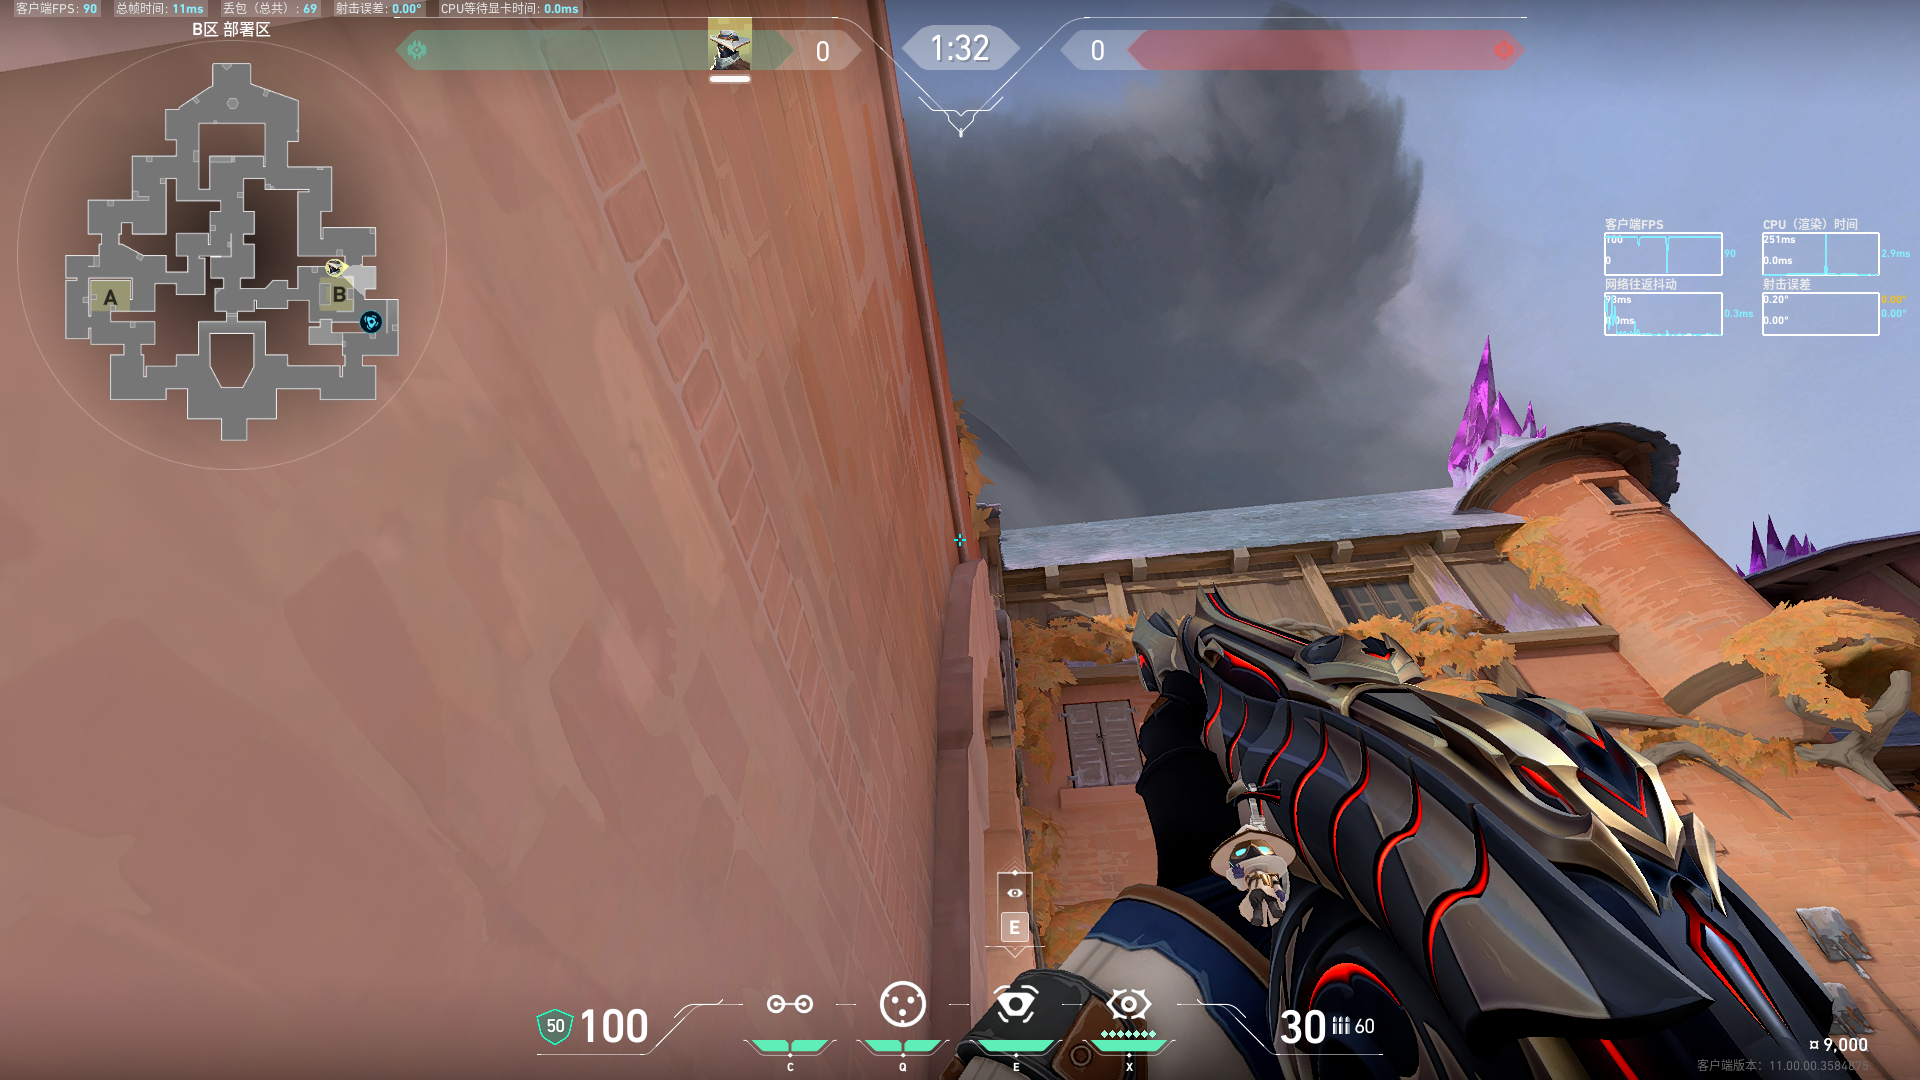 客户端FPS: 90 总帧时间: 11ms 丢包（总共）: 69 射击误差: 0.00° CPU等待显卡时间: 0.0ms
B区 部署区
0 1:32 0
客户端FPS CPU（渲染）时间
100 251ms
0 90 0.0ms 2.9ms
网络往返抖动 射击误差
93ms 0.20° 0.00°
0.0ms 0.3ms 0.00° 0.00°
A B
E
50 100 30 60
C Q E X
¤ 9,000
客户端版本: 11.00.00.3584875